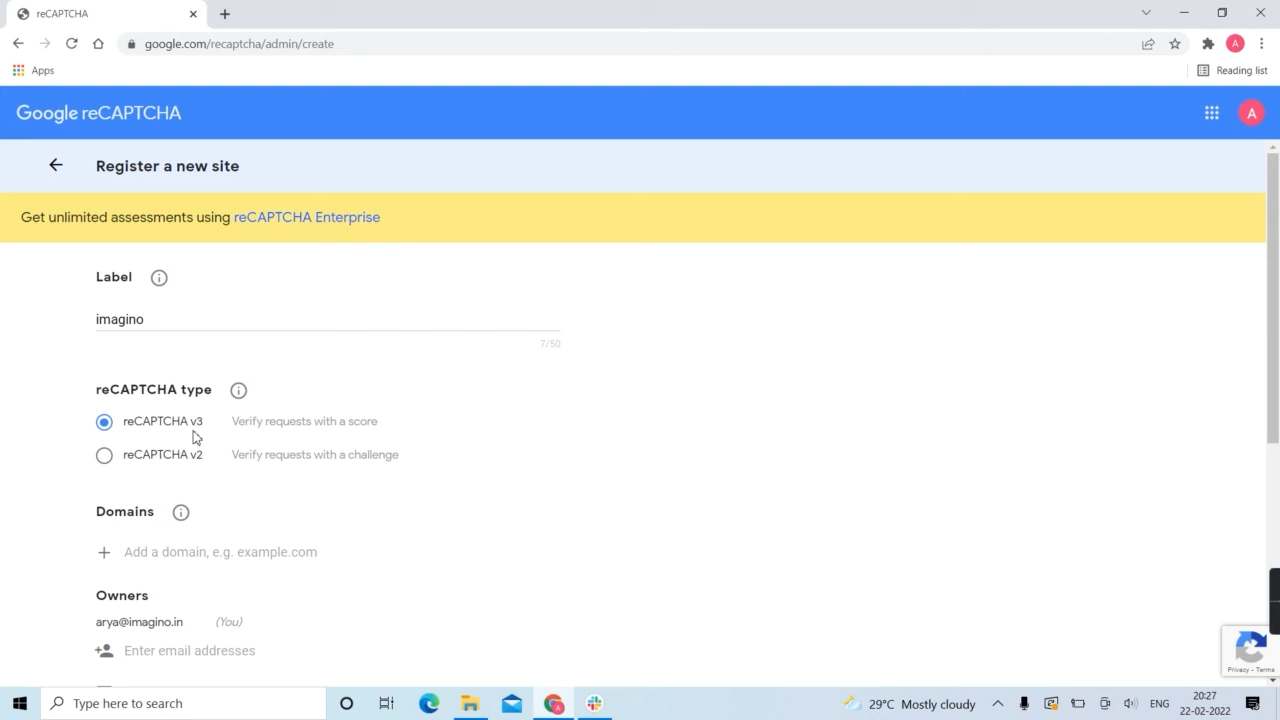 reCAPTCHA
google.com/recaptcha/admin/create
A
Apps
Reading list
Google reCAPTCHA
A
Register a new site
Get unlimited assessments using reCAPTCHA Enterprise
Label
imagino
7/50
reCAPTCHA type
reCAPTCHA v3 Verify requests with a score
reCAPTCHA v2 Verify requests with a challenge
Domains
Add a domain, e.g. example.com
Owners
arya@imagino.in (You)
Enter email addresses
Privacy - Terms
Type here to search
29°C Mostly cloudy
ENG
20:27
22-02-2022